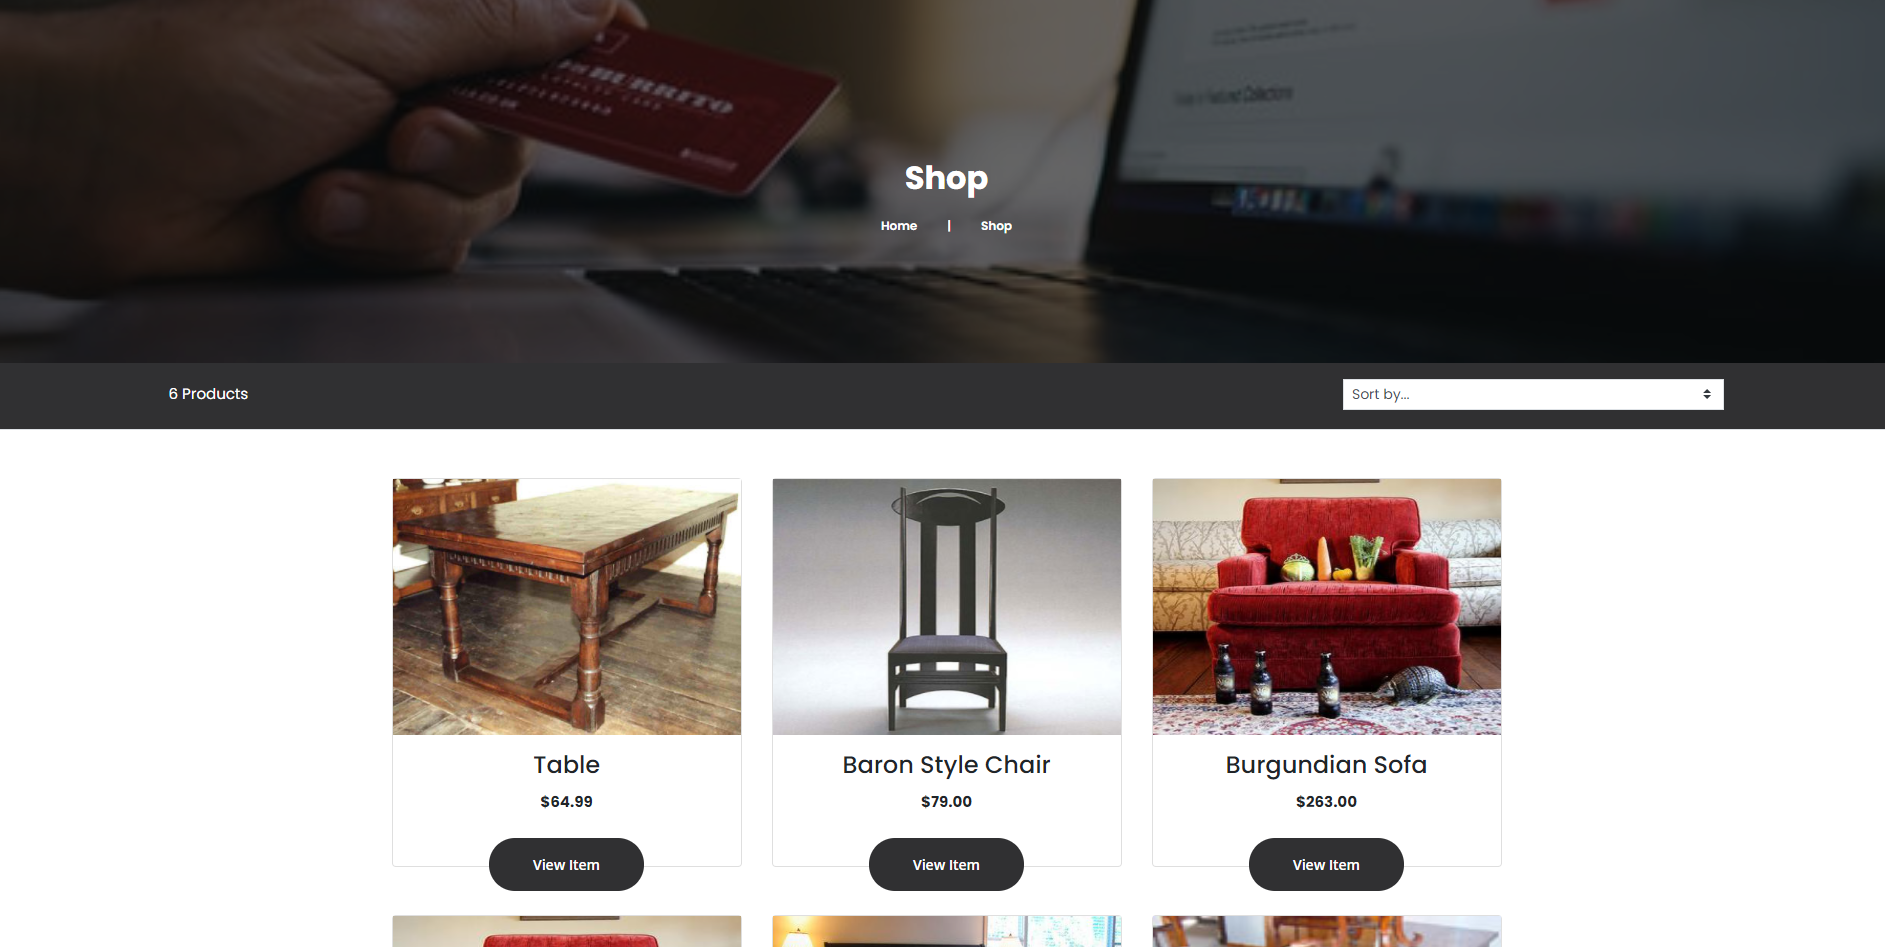 BURRITO
Shop
Home | Shop
6 Products
Sort by...
Table
$64.99
View Item
Baron Style Chair
$79.00
View Item
Burgundian Sofa
$263.00
View Item